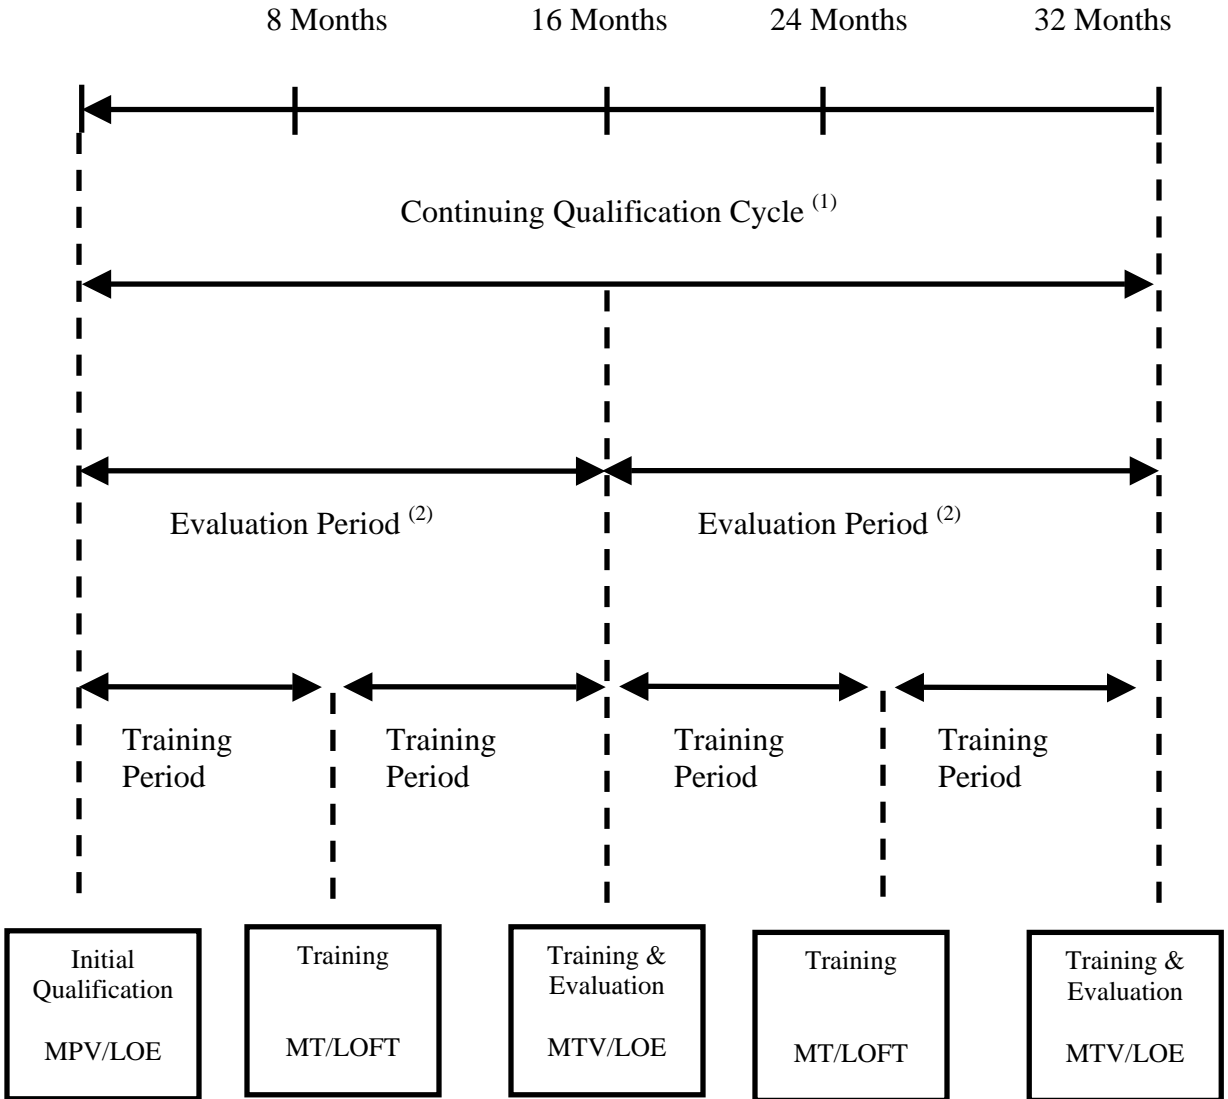 8 Months 16 Months 24 Months 32 Months
Continuing Qualification Cycle (1)
Evaluation Period (2) Evaluation Period (2)
Training Training Training Training
Period Period Period Period
Initial
Qualification
MPV/LOE
Training
MT/LOFT
Training &
Evaluation
MTV/LOE
Training
MT/LOFT
Training &
Evaluation
MTV/LOE